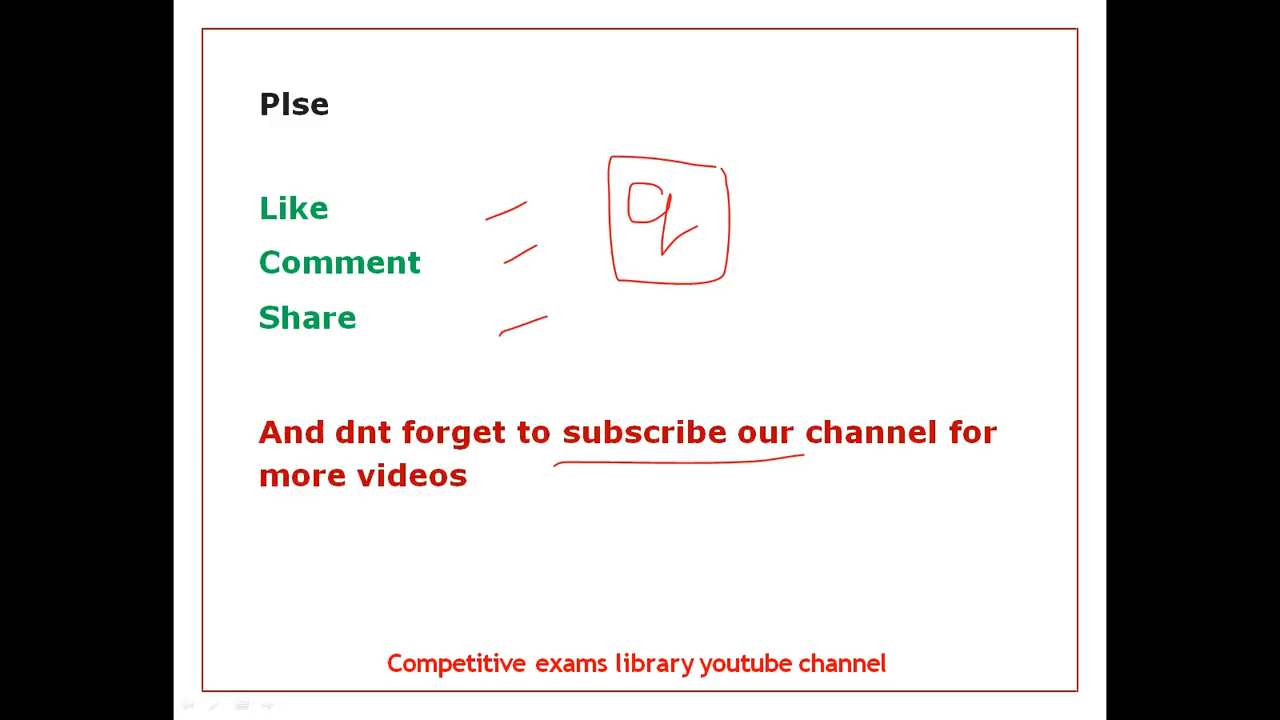 Plse
Like
q
Comment
Share
And dnt forget to subscribe our channel for
more videos
Competitive exams library youtube channel